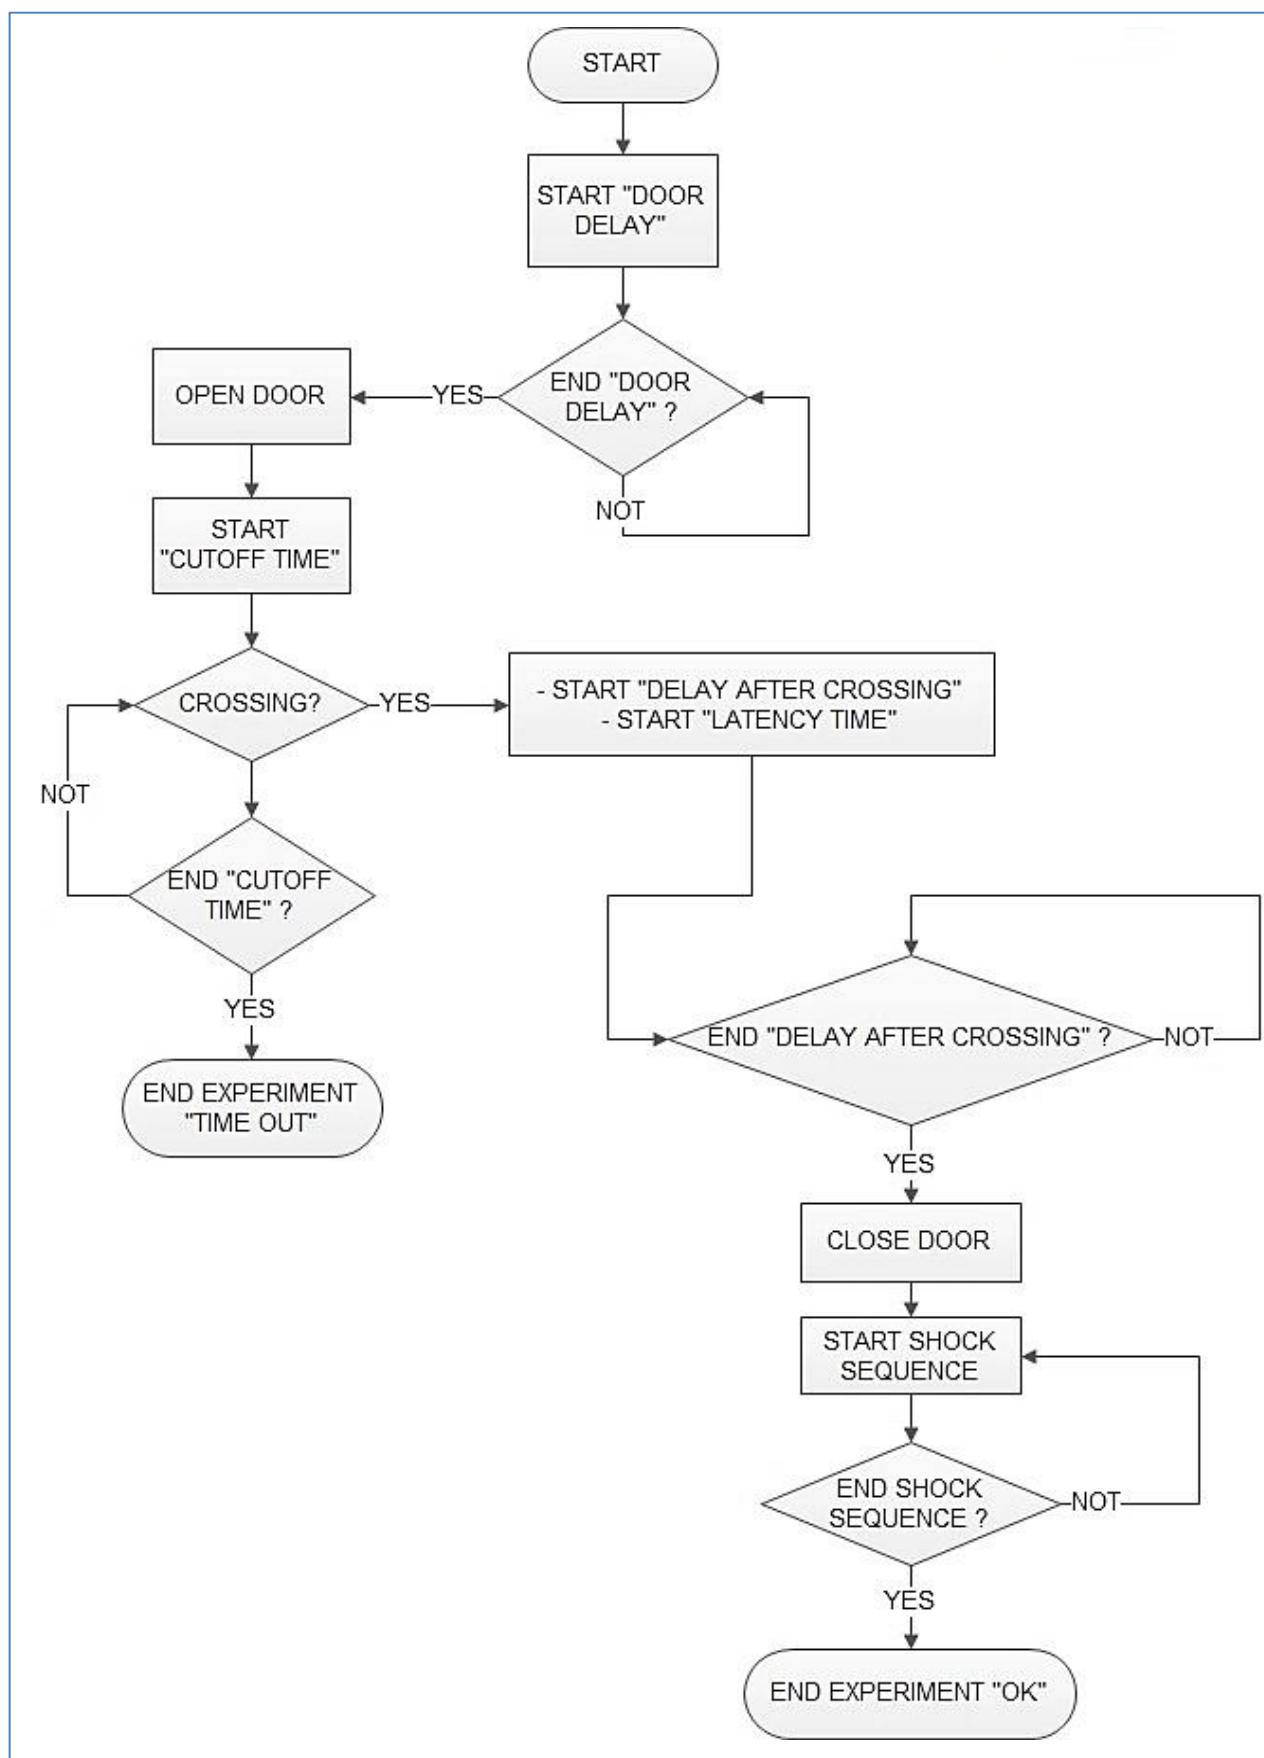 START
START "DOOR
DELAY"
END "DOOR
DELAY" ?
YES
OPEN DOOR
NOT
START
"CUTOFF TIME"
CROSSING?
YES
- START "DELAY AFTER CROSSING"
- START "LATENCY TIME"
NOT
END "CUTOFF
TIME" ?
YES
END EXPERIMENT
"TIME OUT"
END "DELAY AFTER CROSSING" ?
NOT
YES
CLOSE DOOR
START SHOCK
SEQUENCE
END SHOCK
SEQUENCE ?
NOT
YES
END EXPERIMENT "OK"